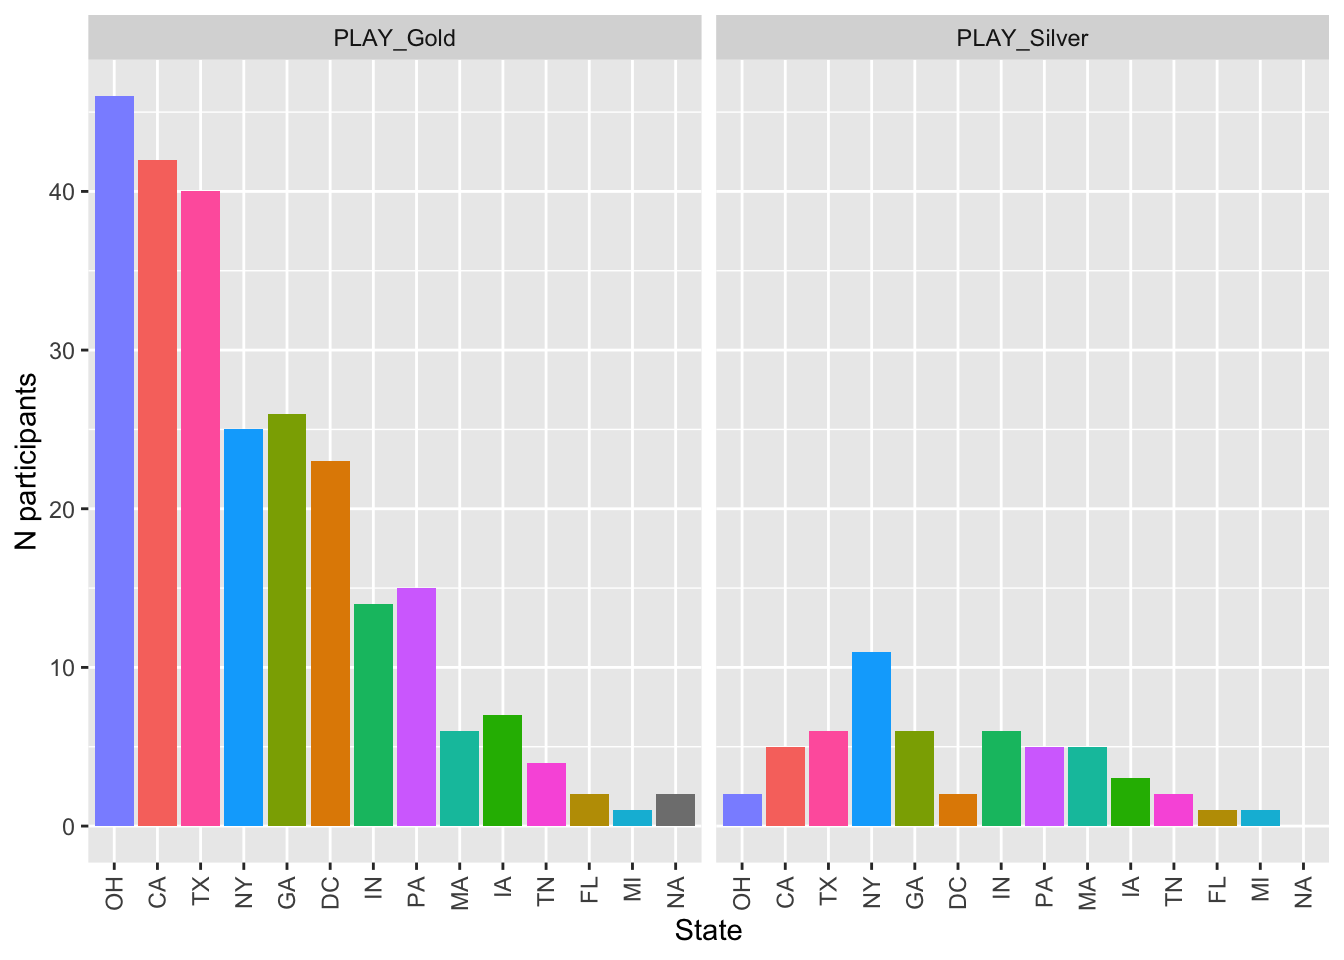 PLAY_Gold
PLAY_Silver
N participants
40
30
20
10
0
OH CA TX NY GA DC IN PA MA IA TN FL MI NA
OH CA TX NY GA DC IN PA MA IA TN FL MI NA
State